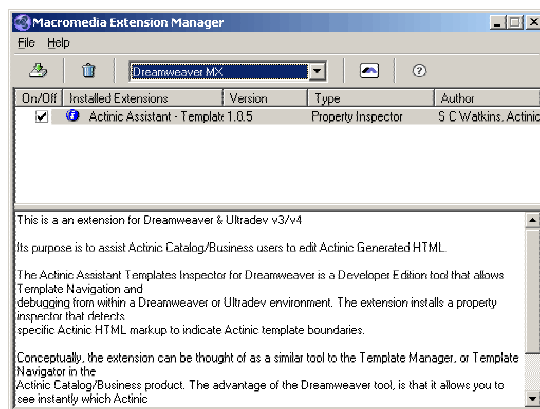 Macromedia Extension Manager
File Help
Dreamweaver MX
On/Off Installed Extensions Version Type Author
Actinic Assistant - Template 1.0.5 Property Inspector S C Watkins, Actinic
This is a an extension for Dreamweaver & Ultradev v3/v4
Its purpose is to assist Actinic Catalog/Business users to edit Actinic Generated HTML.
The Actinic Assistant Templates Inspector for Dreamweaver is a Developer Edition tool that allows
Template Navigation and
debugging from within a Dreamweaver or Ultradev environment. The extension installs a property
inspector that detects
specific Actinic HTML markup to indicate Actinic template boundaries.
Conceptually, the extension can be thought of as a similar tool to the Template Manager, or Template
Navigator in the
Actinic Catalog/Business product. The advantage of the Dreamweaver tool, is that it allows you to
see instantly which Actinic